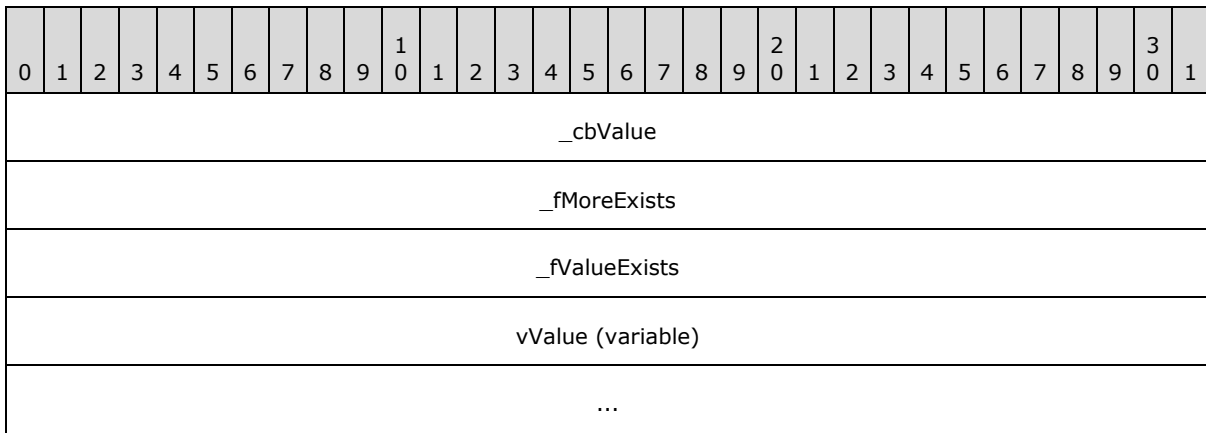 1 2 3
0 1 2 3 4 5 6 7 8 9 0 1 2 3 4 5 6 7 8 9 0 1 2 3 4 5 6 7 8 9 0 1
_cbValue
_fMoreExists
_fValueExists
vValue (variable)
...